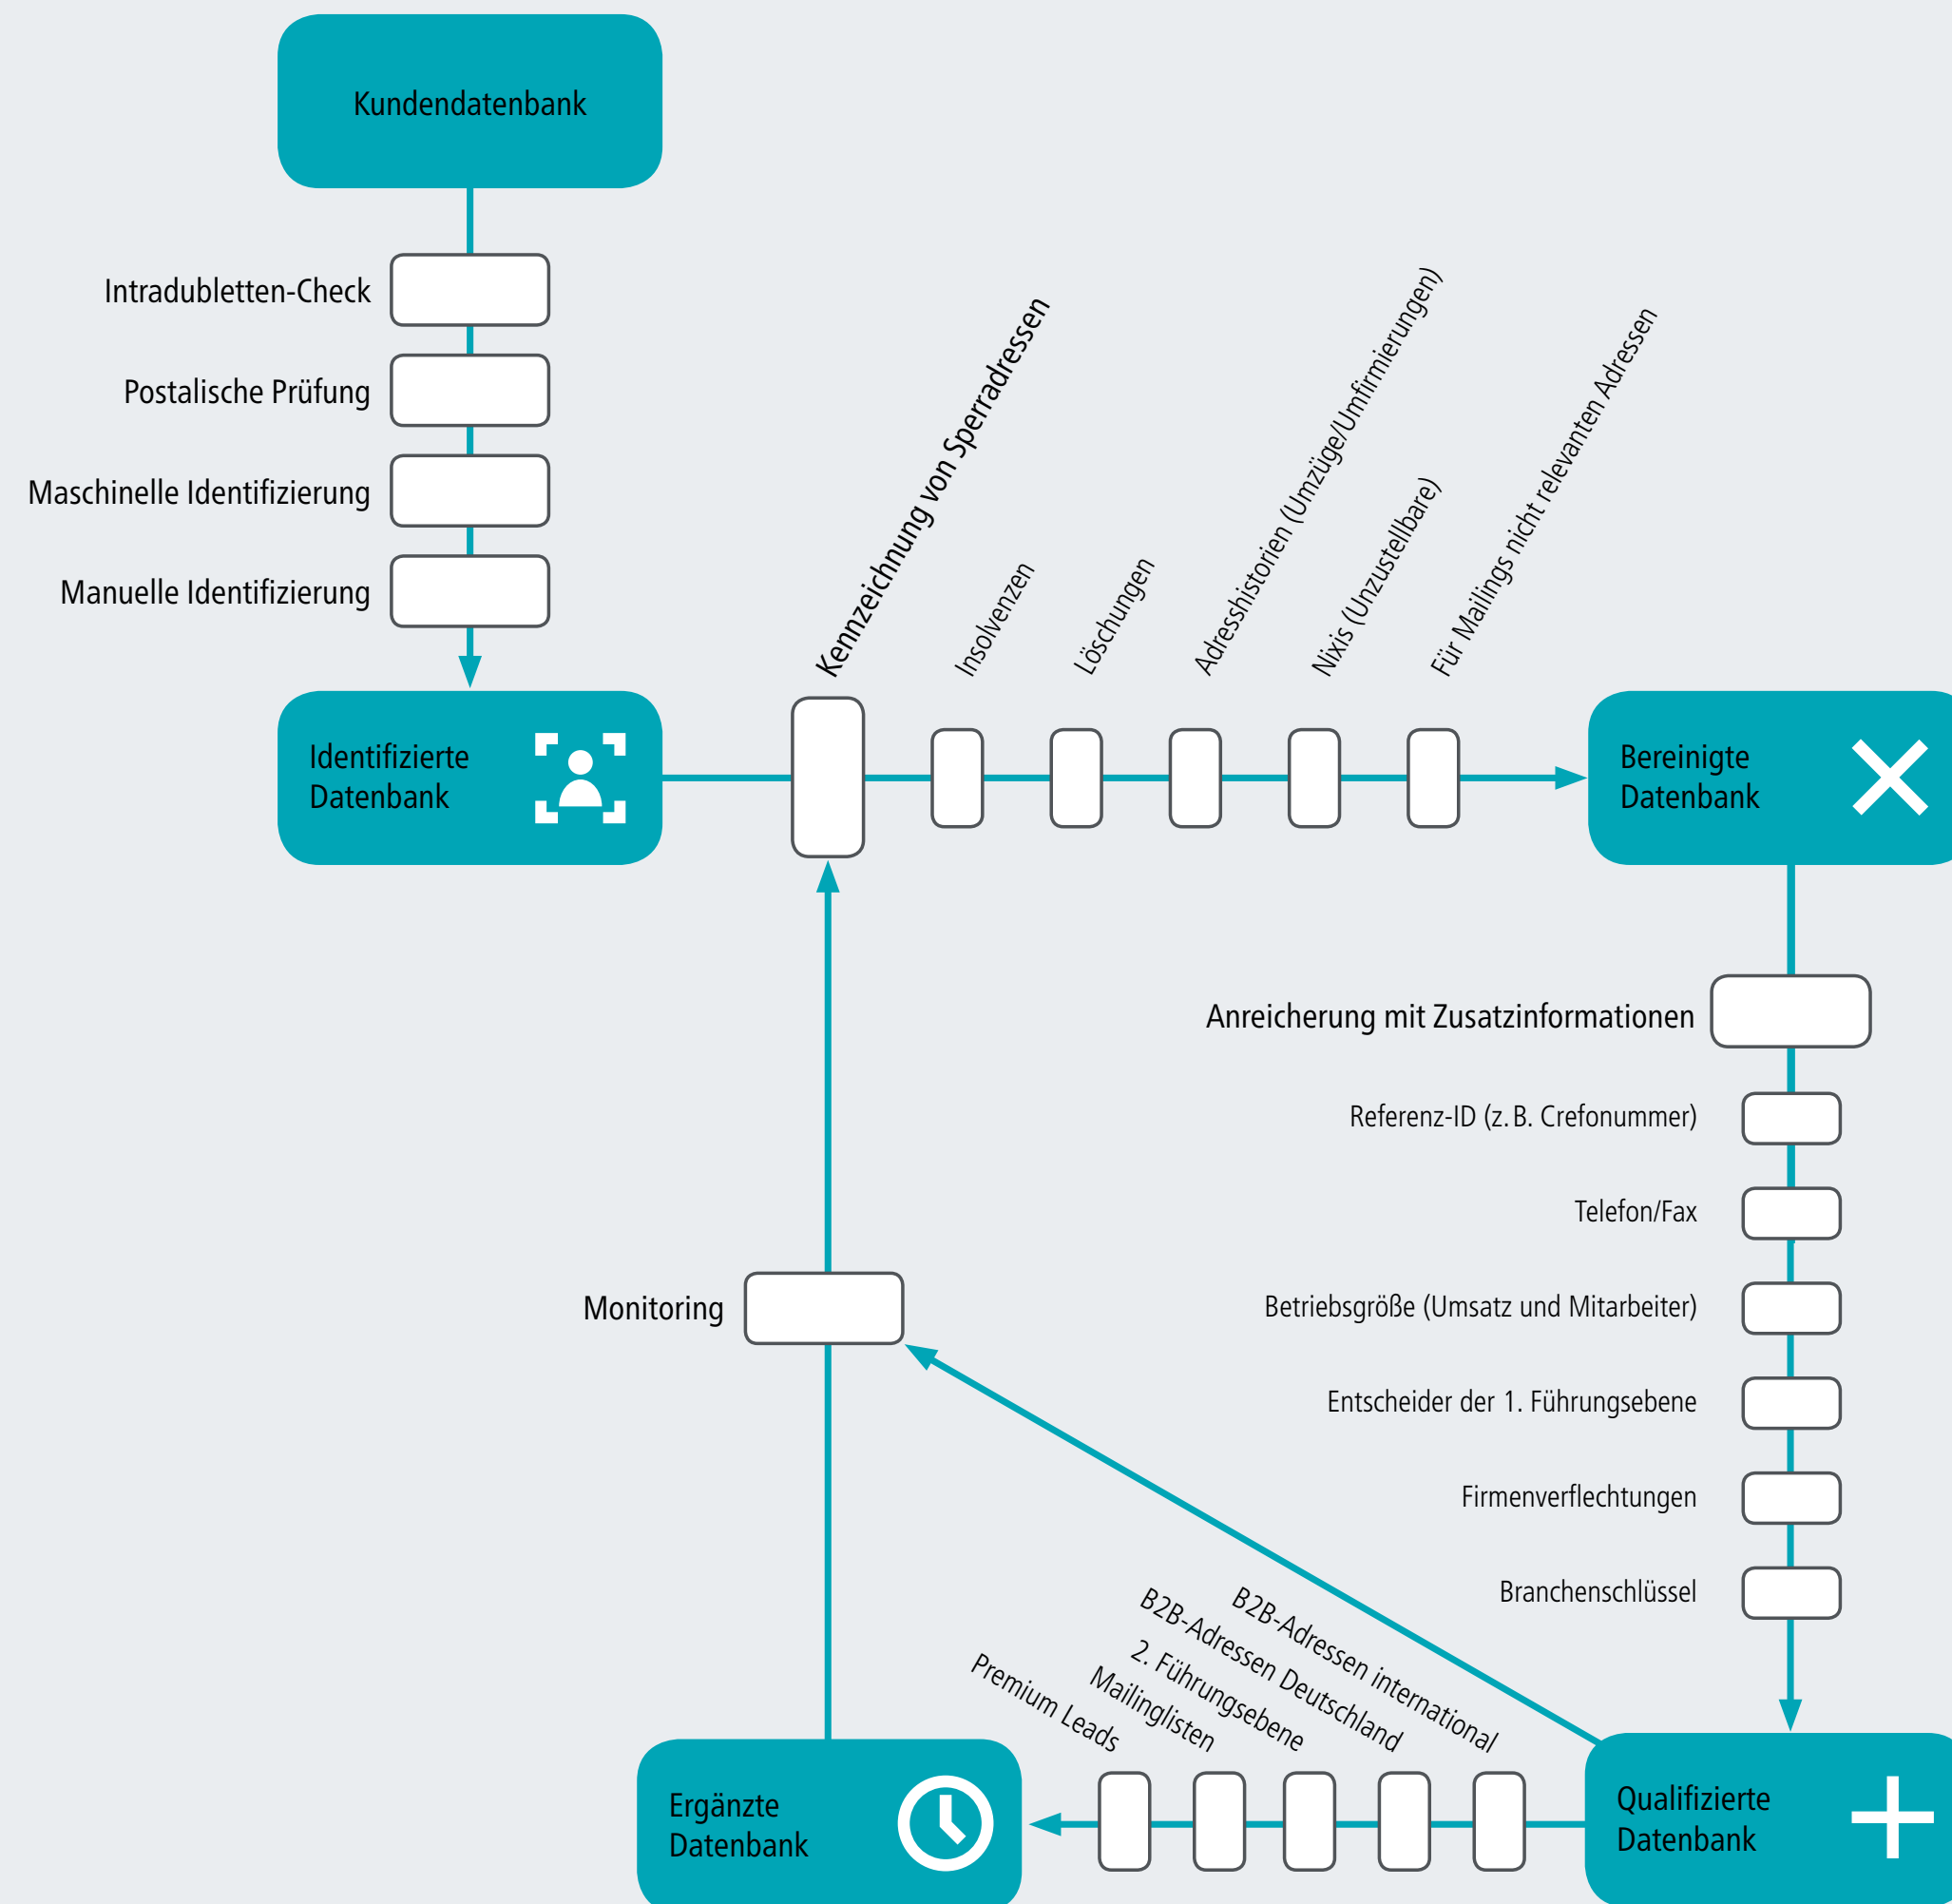 Kundendatenbank
Intradubletten-Check
Postalische Prüfung
Maschinelle Identifizierung
Manuelle Identifizierung
Kennzeichnung von Sperradressen
Insolvenzen
Löschungen
Adresshistorien (Umzüge/Umfirmierungen)
Nixis (Unzustellbare)
Für Mailings nicht relevanten Adressen
Identifizierte
Datenbank
Bereinigte
Datenbank
Anreicherung mit Zusatzinformationen
Referenz-ID (z. B. Crefonummer)
Telefon/Fax
Betriebsgröße (Umsatz und Mitarbeiter)
Entscheider der 1. Führungsebene
Firmenverflechtungen
Branchenschlüssel
Monitoring
Premium Leads
Mailinglisten
2. Führungsebene
B2B-Adressen Deutschland
B2B-Adressen international
Ergänzte
Datenbank
Qualifizierte
Datenbank